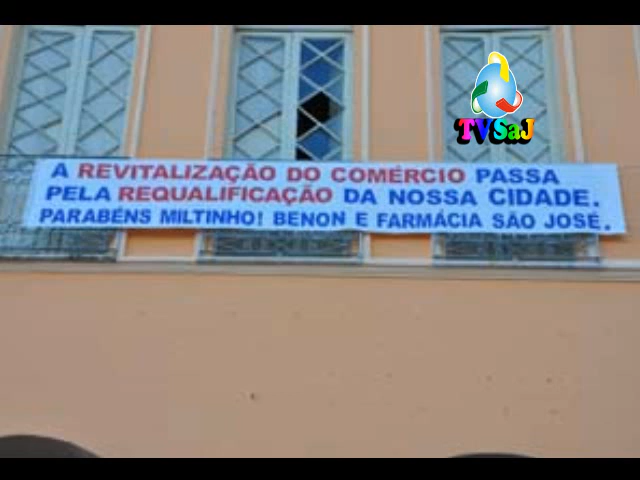 TVSaJ
A REVITALIZAÇÃO DO COMÉRCIO PASSA
PELA REQUALIFICAÇÃO DA NOSSA CIDADE.
PARABÉNS MILTINHO! BENON E FARMÁCIA SÃO JOSÉ.